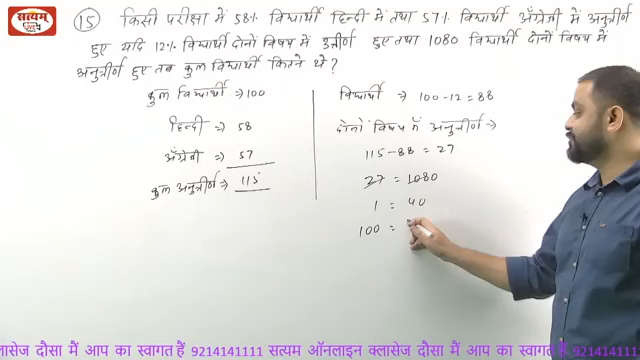 सत्यम्
(15) किसी परीक्षा में 58% विद्यार्थी हिन्दी में तथा 57% विद्यार्थी अँग्रेजी में अनुत्तीर्ण
हुए यदि 12% विद्यार्थी दोनों विषय में उत्तीर्ण हुए तथा 1080 विद्यार्थी दोनों विषय में
अनुत्तीर्ण हुए तब कुल विद्यार्थी कितने थे ?
कुल विद्यार्थी ⇒ 100
हिन्दी ⇒ 58
अँग्रेजी ⇒ 57
कुल अनुत्तीर्ण ⇒ 115
विद्यार्थी ⇒ 100-12 = 88
दोनों विषय में अनुत्तीर्ण ⇒
115-88 = 27
27 = 1080
1 = 40
100 =
क्लासेज दौसा मैं आप का स्वागत हैं 9214141111 सत्यम ऑनलाइन क्लासेज दौसा मैं आप का स्वागत हैं 92141411